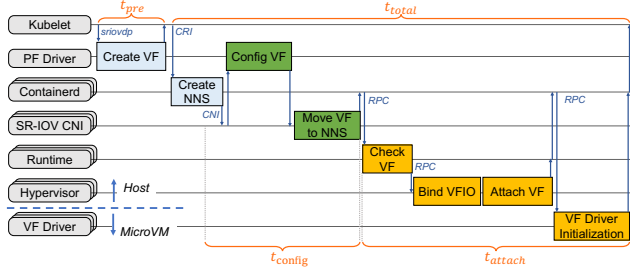 t_pre
t_total
Kubelet
sriovdp
CRI
PF Driver
Create VF
Config VF
Containerd
Create
NNS
RPC
RPC
CNI
SR-IOV CNI
Move VF
to NNS
Runtime
Check
VF
RPC
Hypervisor
Host
Bind VFIO
Attach VF
VF Driver
MicroVM
VF Driver
Initialization
t_config
t_attach